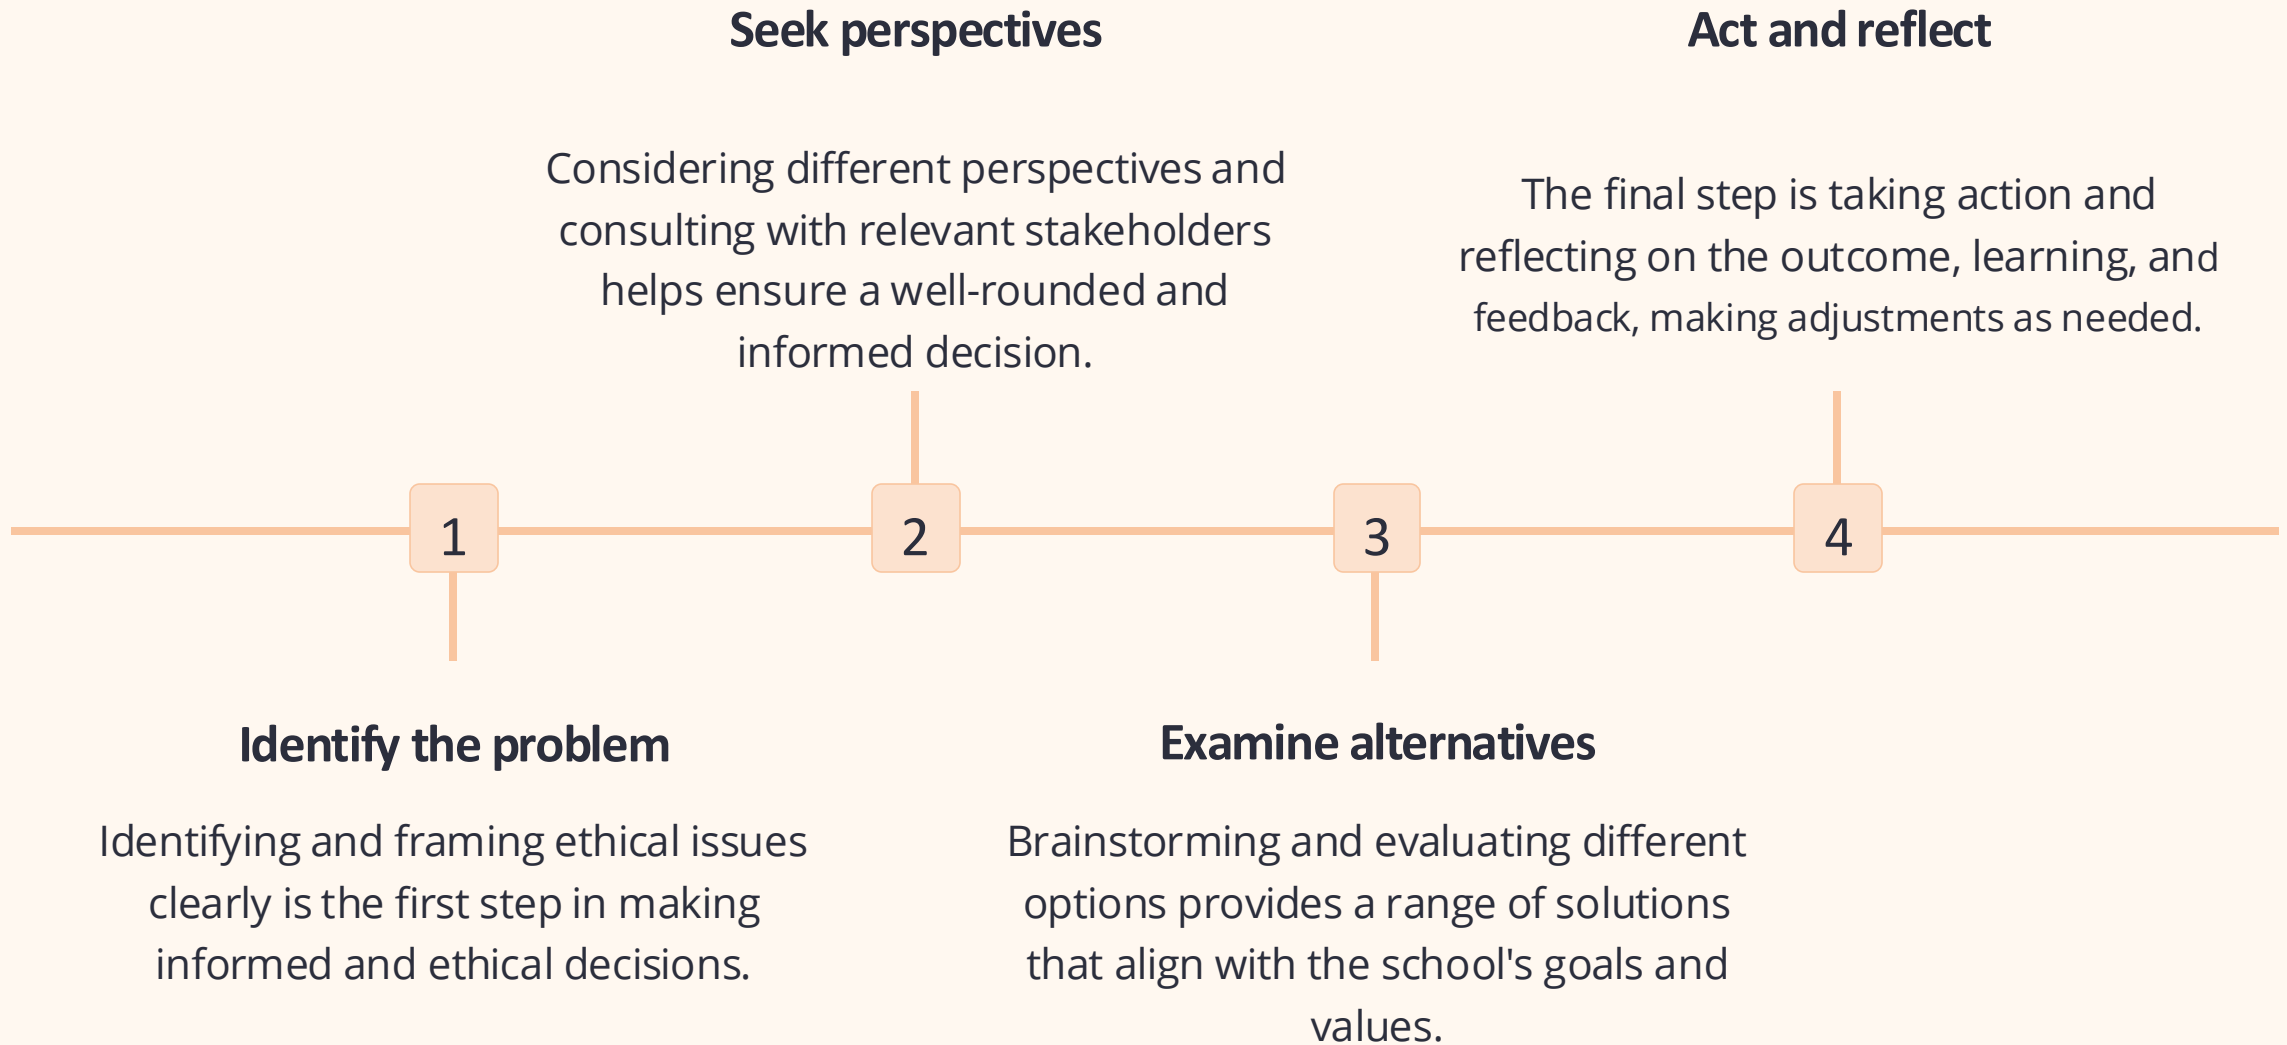 Seek perspectives
Considering different perspectives and
consulting with relevant stakeholders
helps ensure a well-rounded and
informed decision.
Act and reflect
The final step is taking action and
reflecting on the outcome, learning, and
feedback, making adjustments as needed.
1
2
3
4
Identify the problem
Identifying and framing ethical issues
clearly is the first step in making
informed and ethical decisions.
Examine alternatives
Brainstorming and evaluating different
options provides a range of solutions
that align with the school's goals and
values.